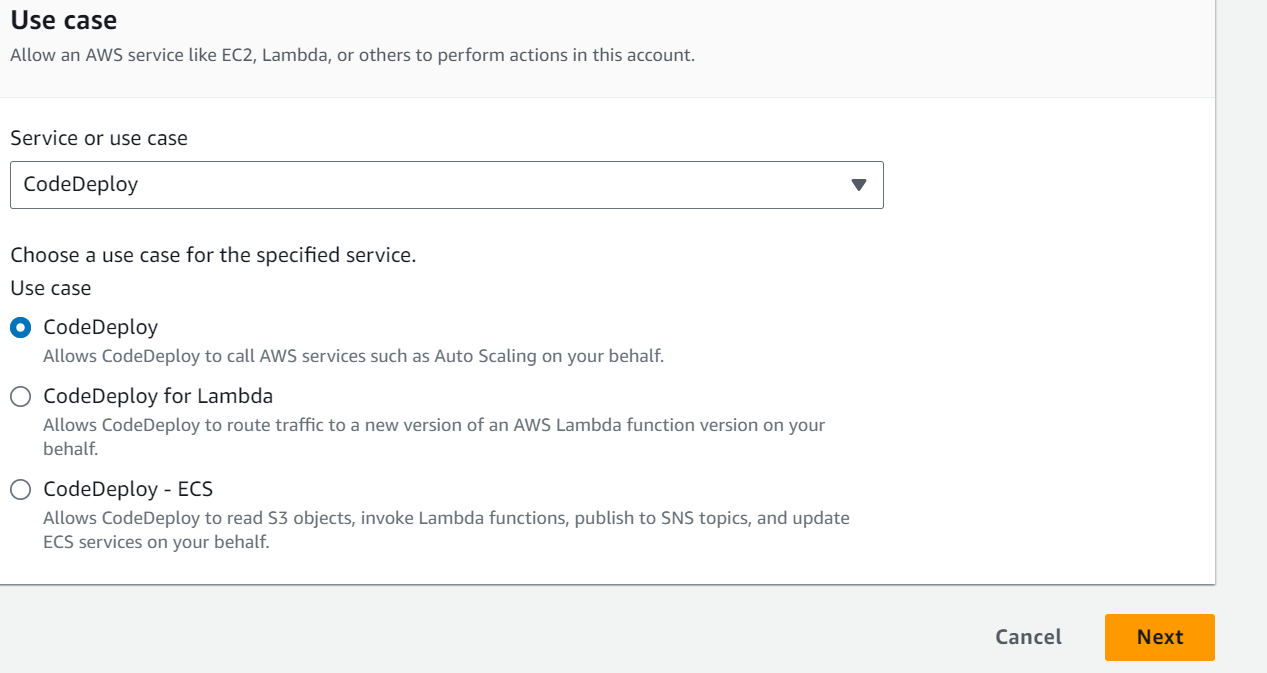 Use case
Allow an AWS service like EC2, Lambda, or others to perform actions in this account.
Service or use case
CodeDeploy
Choose a use case for the specified service.
Use case
CodeDeploy
Allows CodeDeploy to call AWS services such as Auto Scaling on your behalf.
CodeDeploy for Lambda
Allows CodeDeploy to route traffic to a new version of an AWS Lambda function version on your
behalf.
CodeDeploy - ECS
Allows CodeDeploy to read S3 objects, invoke Lambda functions, publish to SNS topics, and update
ECS services on your behalf.
Cancel Next